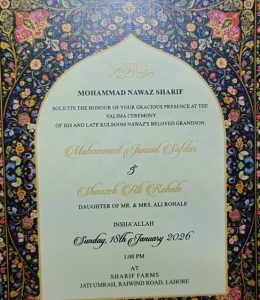 MOHAMMAD NAWAZ SHARIF
SOLICITS THE HONOUR OF YOUR GRACIOUS PRESENCE AT THE
VALIMA CEREMONY
OF HIS AND LATE KULSOOM NAWAZ'S BELOVED GRANDSON,
Mohammad Junaid Safdar
&
Shanzeh Ali Rohale
DAUGHTER OF MR. & MRS. ALI ROHALE
INSHA'ALLAH
Sunday, 18th January 2026
1:00 PM
AT
SHARIF FARMS
JATI UMRAH, RAIWIND ROAD, LAHORE